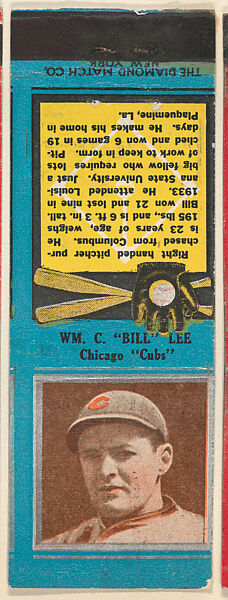 WM. C. "BILL" LEE
Chicago "Cubs"
C
Right handed pitcher pur-
chased from Columbus. He
is 23 years of age, weighs
195 lbs. and is 6 ft. 3 in. tall.
Bill won 21 and lost nine in
1933. He attended Louisi-
ana State University. Just a
big fellow who requires lots
of work to keep in form. Pit-
ched and won 6 games in 19
days. He makes his home in
Plaquemine, La.
THE DIAMOND MATCH CO.
NEW YORK